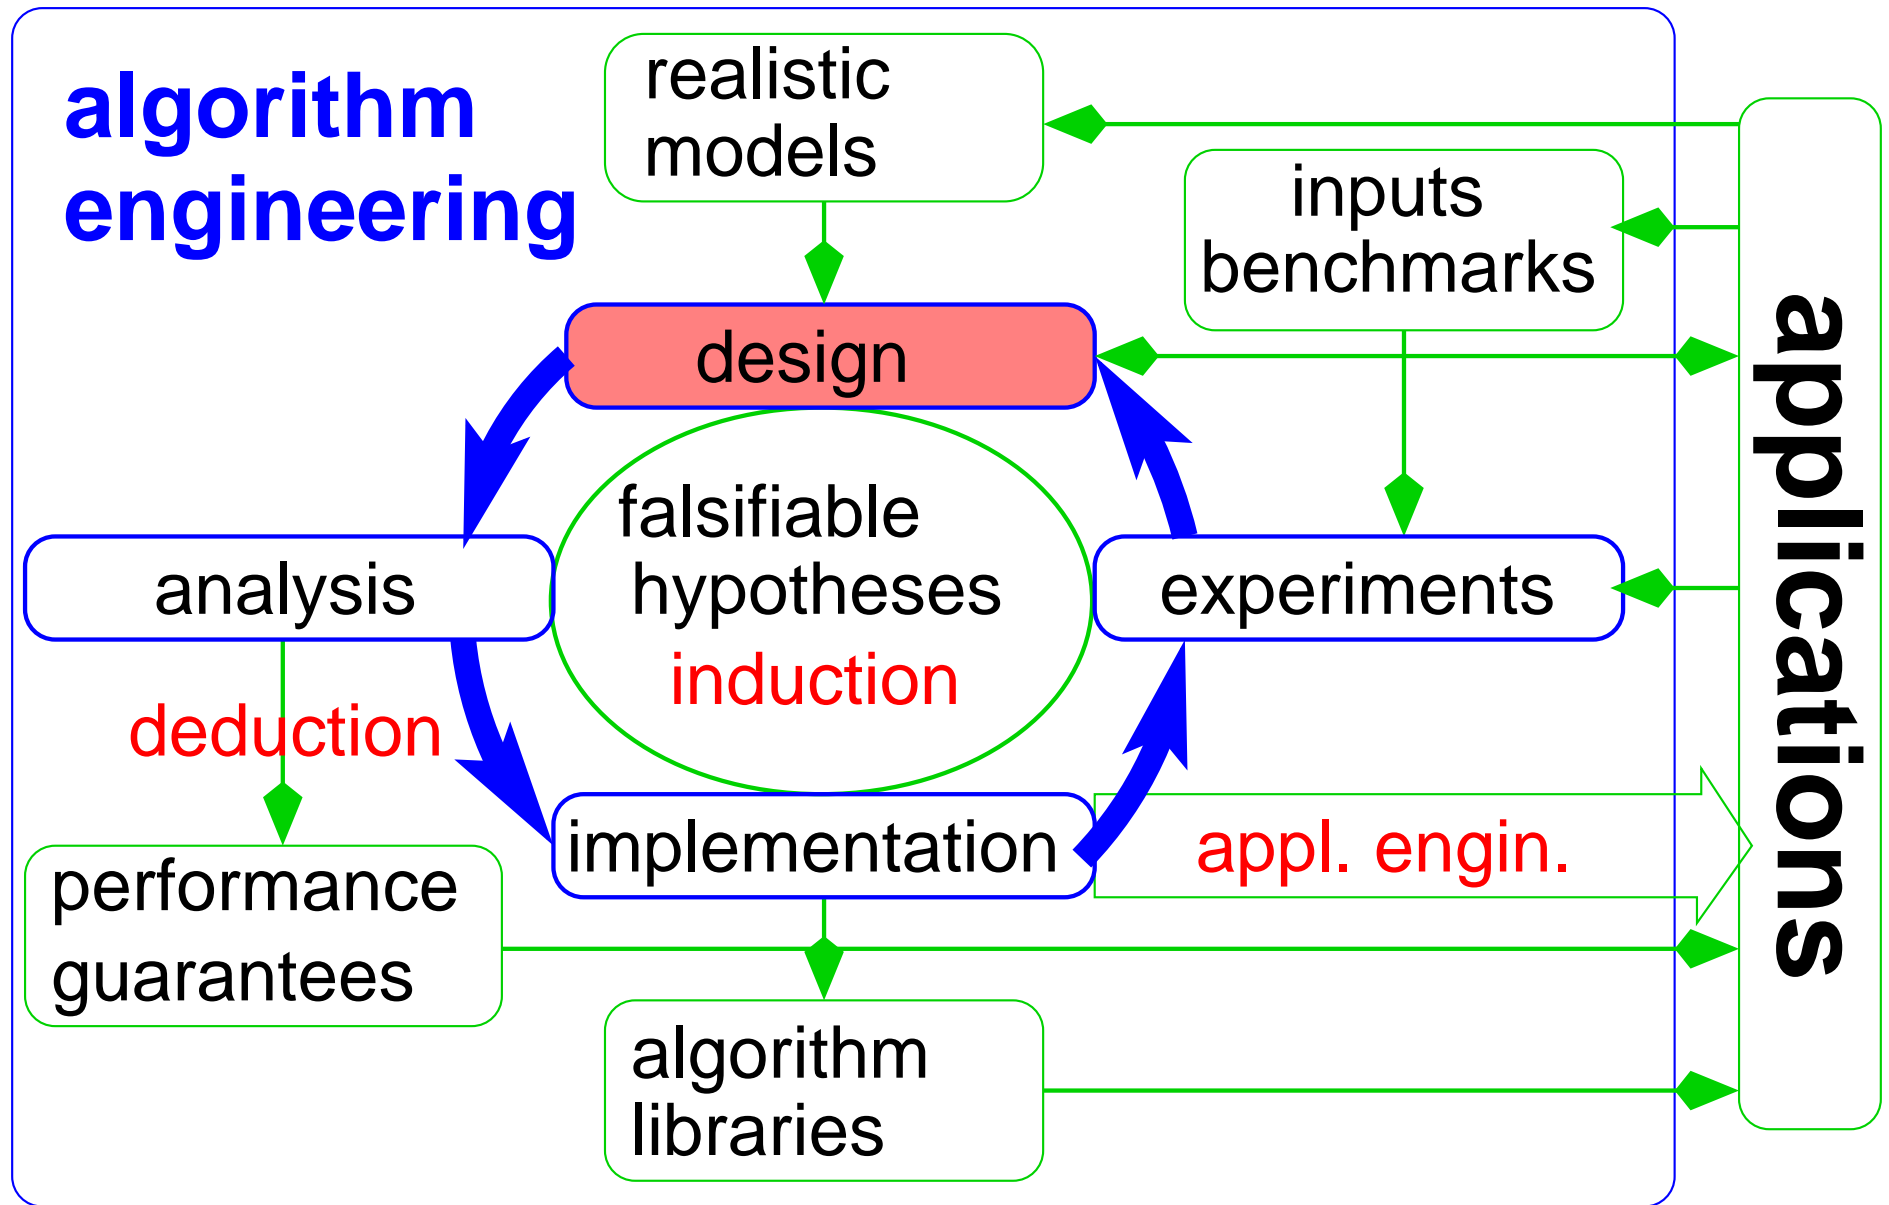 algorithm
engineering
realistic
models
inputs
benchmarks
design
falsifiable
hypotheses
induction
analysis
experiments
deduction
implementation
appl. engin.
performance
guarantees
algorithm
libraries
applications